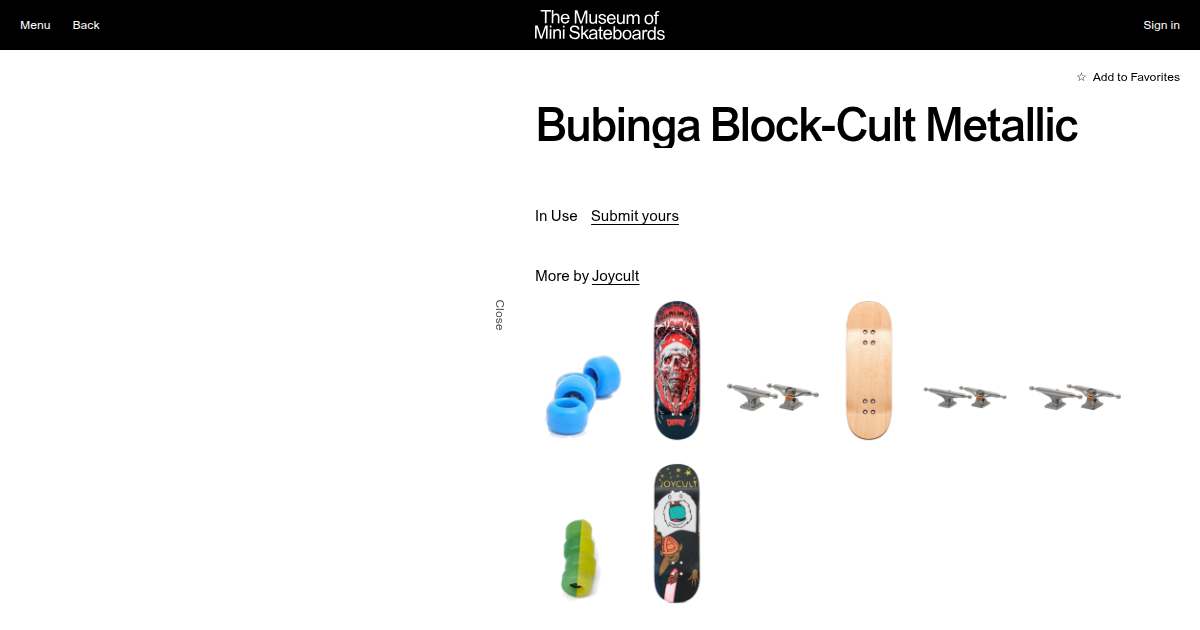 Menu
Back
The Museum of
Mini Skateboards
Sign in
☆ Add to Favorites
Bubinga Block-Cult Metallic
In Use Submit yours
More by Joycult
Close
JOYCULT